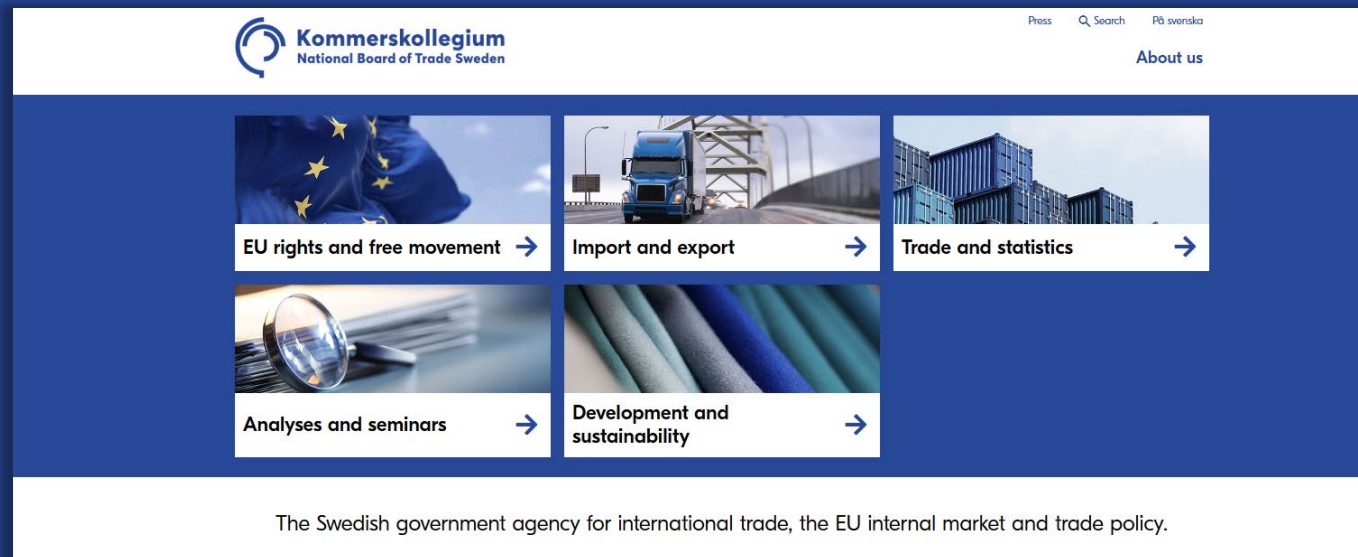 Kommerskollegium
National Board of Trade Sweden
Press
Search
På svenska
About us
EU rights and free movement
Import and export
Trade and statistics
Analyses and seminars
Development and
sustainability
The Swedish government agency for international trade, the EU internal market and trade policy.